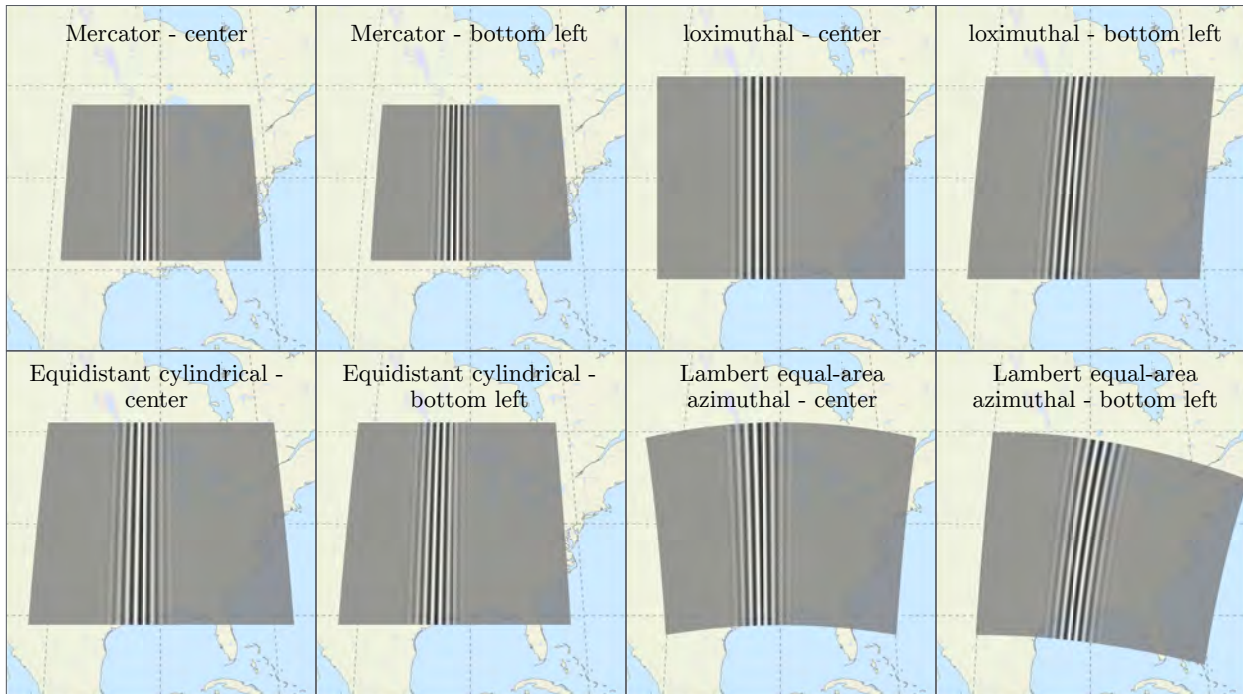 Mercator - center
Mercator - bottom left
loximuthal - center
loximuthal - bottom left
Equidistant cylindrical -
center
Equidistant cylindrical -
bottom left
Lambert equal-area
azimuthal - center
Lambert equal-area
azimuthal - bottom left